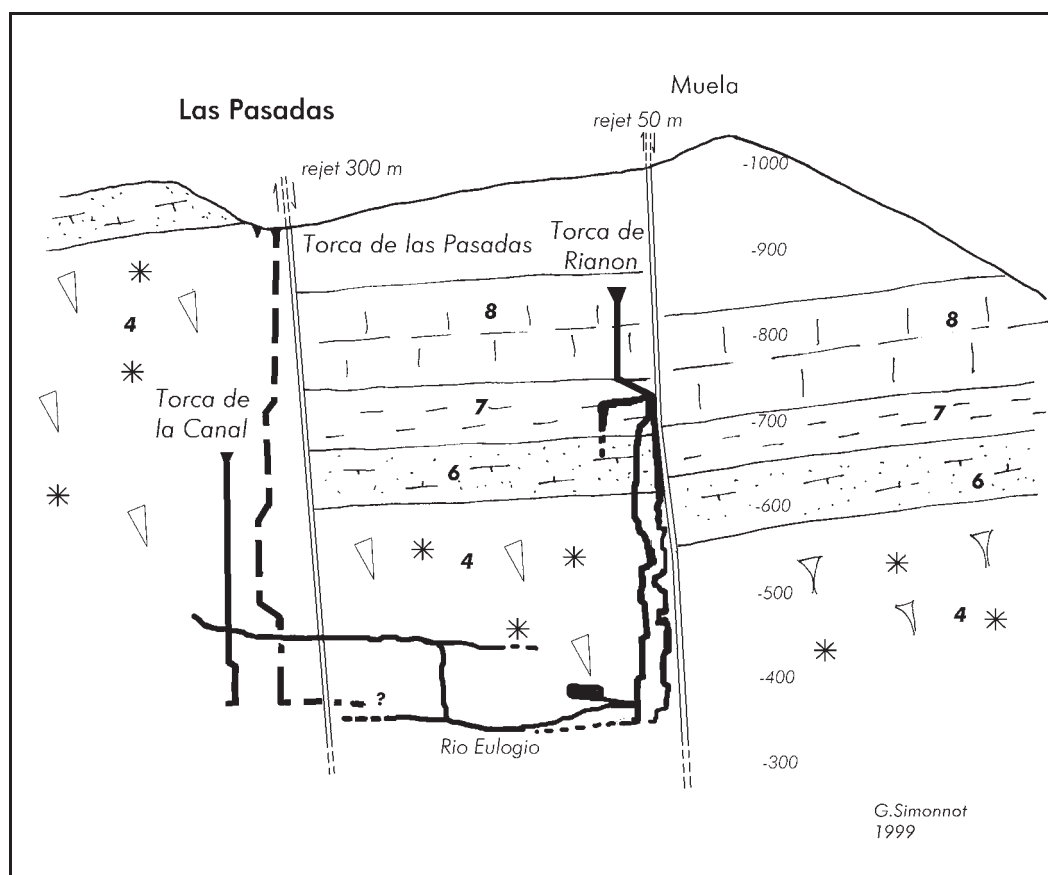 Muela
Las Pasadas
rejet 50 m
rejet 300 m
-1000
Torca de las Pasadas
Torca de
Rianon
-900
8
8
4
-800
Torca de
la Canal
7
7
-700
6
6
-600
4
-500
4
-400
?
Rio Eulogio
-300
G.Simonnot
1999